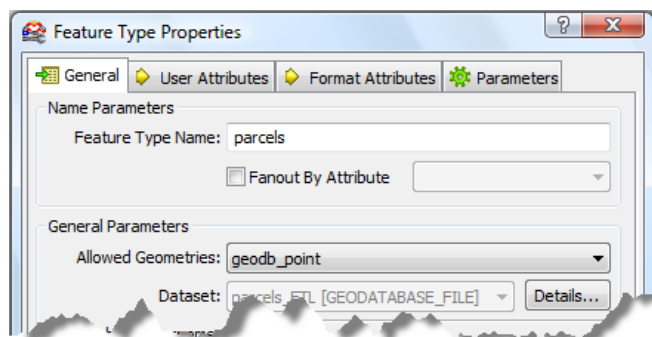 Feature Type Properties
General User Attributes Format Attributes Parameters
Name Parameters
Feature Type Name: parcels
Fanout By Attribute
General Parameters
Allowed Geometries: geodb_point
Dataset: parcels_ETL [GEODATABASE_FILE] Details...